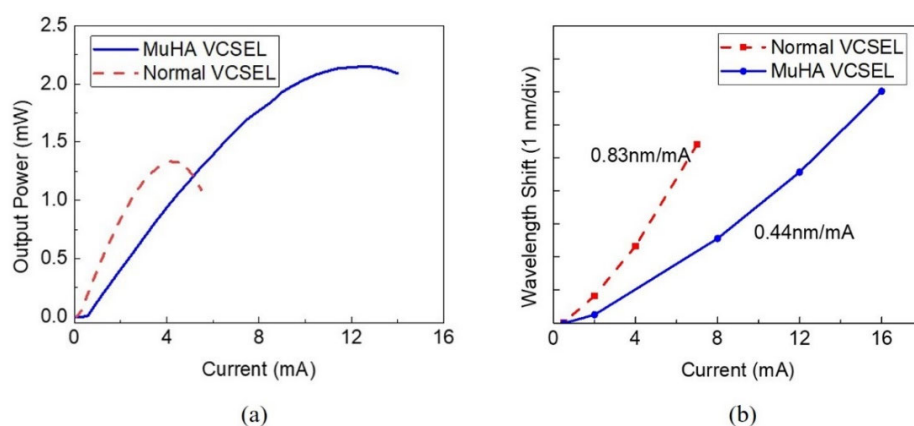 2.5
2.0
1.5
1.0
0.5
0.0
Output Power (mW)
MuHA VCSEL
Normal VCSEL
0 4 8 12 16
Current (mA)
(a)
Wavelength Shift (1 nm/div)
Normal VCSEL
MuHA VCSEL
0.83nm/mA
0.44nm/mA
0 4 8 12 16
Current (mA)
(b)